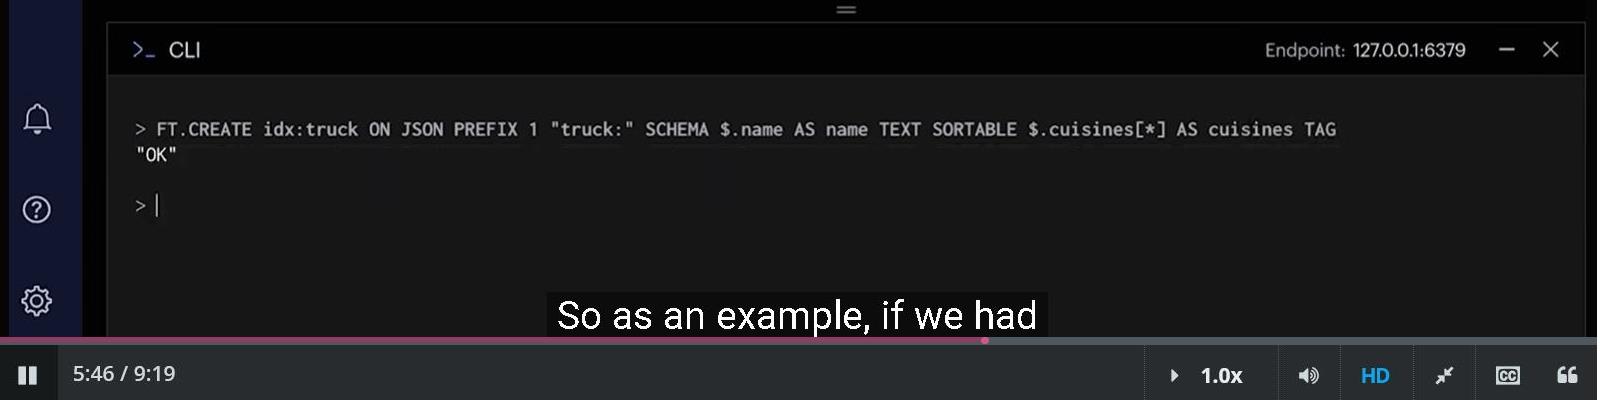 >_ CLI
Endpoint: 127.0.0.1:6379
> FT.CREATE idx:truck ON JSON PREFIX 1 "truck:" SCHEMA $.name AS name TEXT SORTABLE $.cuisines[*] AS cuisines TAG
"OK"
>
So as an example, if we had
5:46 / 9:19
1.0x
HD
CC